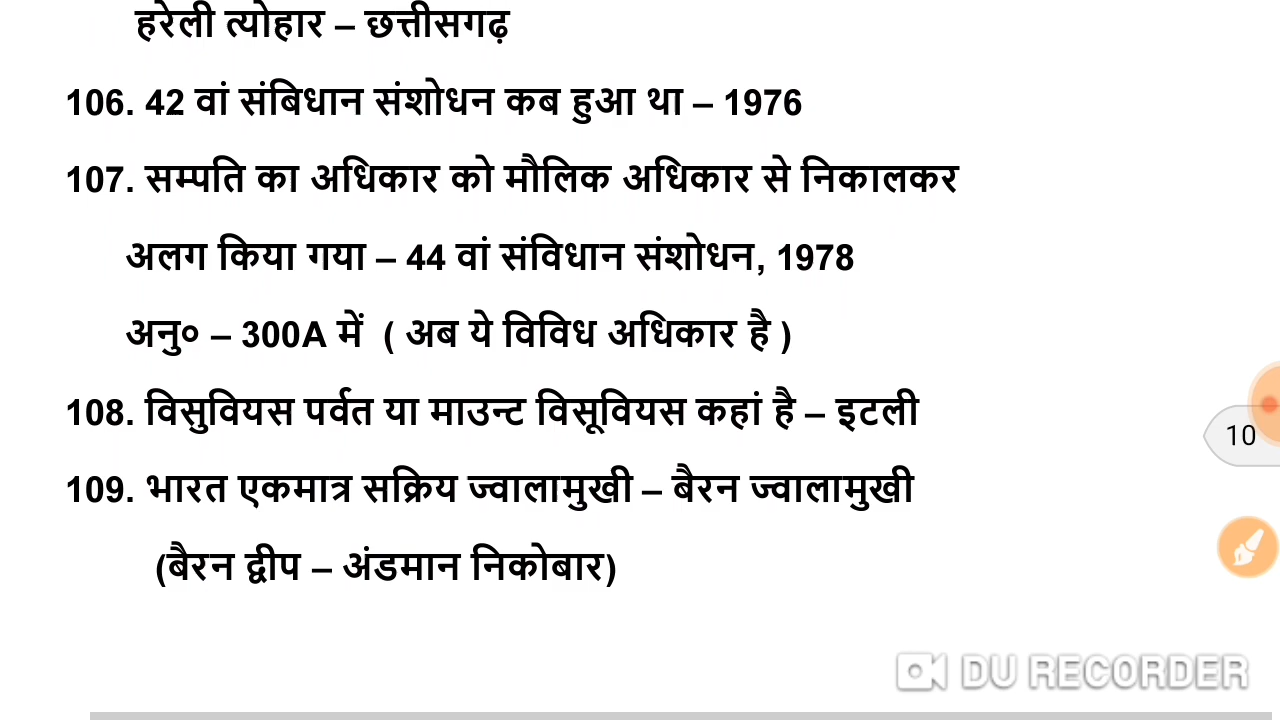 हरेली त्योहार – छत्तीसगढ़
106. 42 वां संबिधान संशोधन कब हुआ था – 1976
107. सम्पति का अधिकार को मौलिक अधिकार से निकालकर
अलग किया गया – 44 वां संविधान संशोधन, 1978
अनु० – 300A में ( अब ये विविध अधिकार है )
108. विसुवियस पर्वत या माउन्ट विसूवियस कहां है – इटली
10
109. भारत एकमात्र सक्रिय ज्वालामुखी – बैरन ज्वालामुखी
(बैरन द्वीप – अंडमान निकोबार)
DU RECORDER